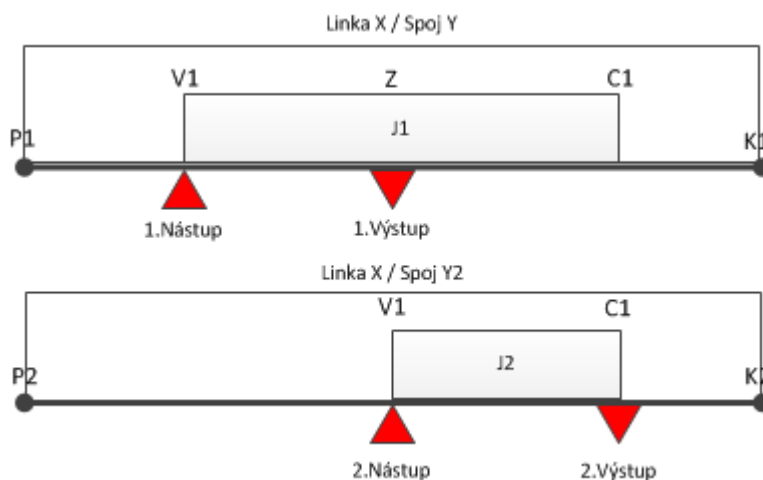 Linka X / Spoj Y
V1 Z C1
J1
P1 K1
1.Nástup 1.Výstup
Linka X / Spoj Y2
V1 C1
J2
P2 K2
2.Nástup 2.Výstup